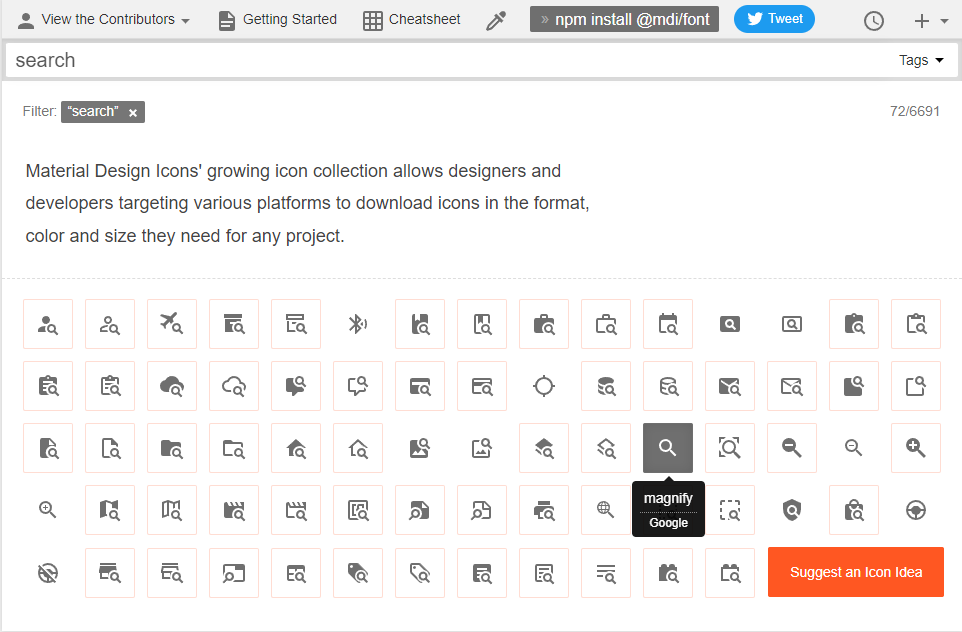 View the Contributors
Getting Started
Cheatsheet
» npm install @mdi/font
Tweet
search
Tags
Filter: “search” ×
72/6691
Material Design Icons' growing icon collection allows designers and
developers targeting various platforms to download icons in the format,
color and size they need for any project.
magnify
Google
Suggest an Icon Idea